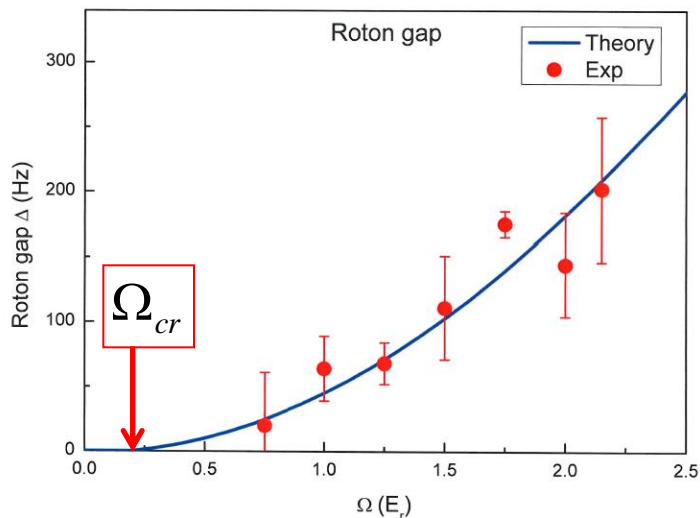 Roton gap
Theory
Exp
300
200
100
0
Roton gap Δ (Hz)
Ω_cr
0.0 0.5 1.0 1.5 2.0 2.5
Ω (E_r)